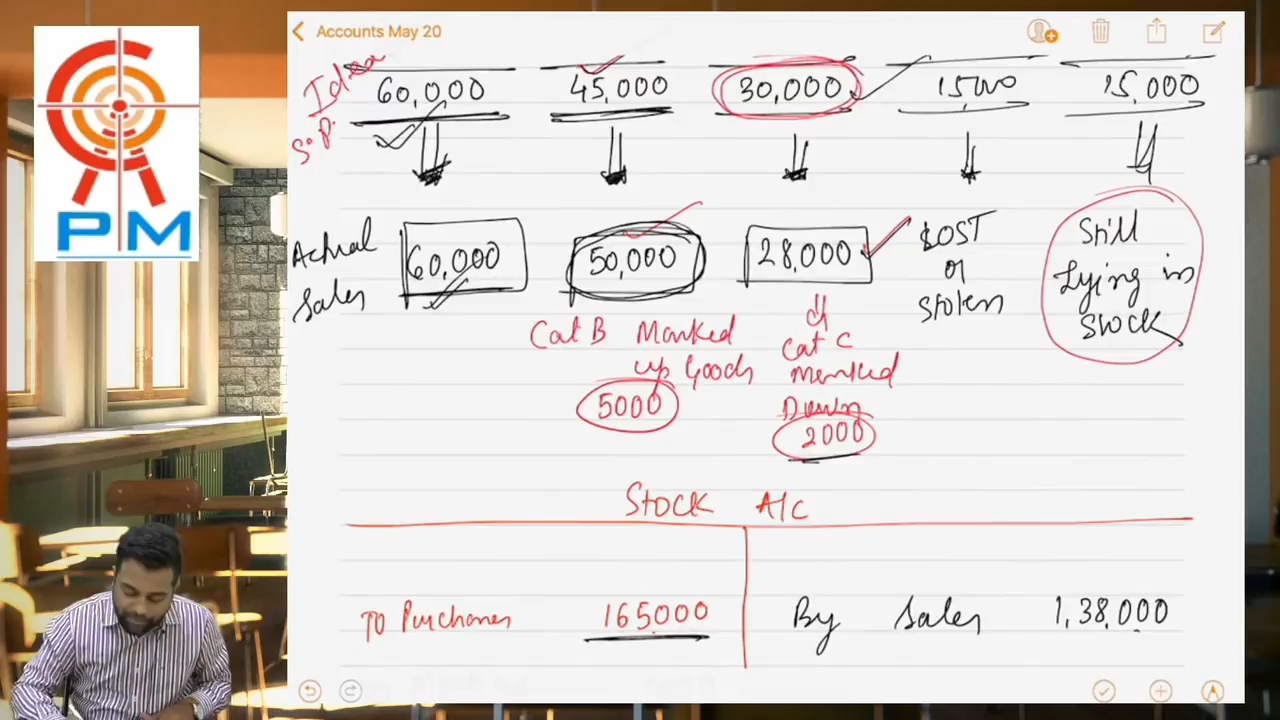 Accounts May 20
PM
Ideal S.P. 60,000 45,000 30,000 15000 15,000
Actual Sales 60,000 50,000 28,000 LOST or Stolen Still Lying in Stock
Cat B Marked up Goods 5000
Cat C Marked Down 2000
Stock A/C
To Purchases 165000 By Sales 1,38,000